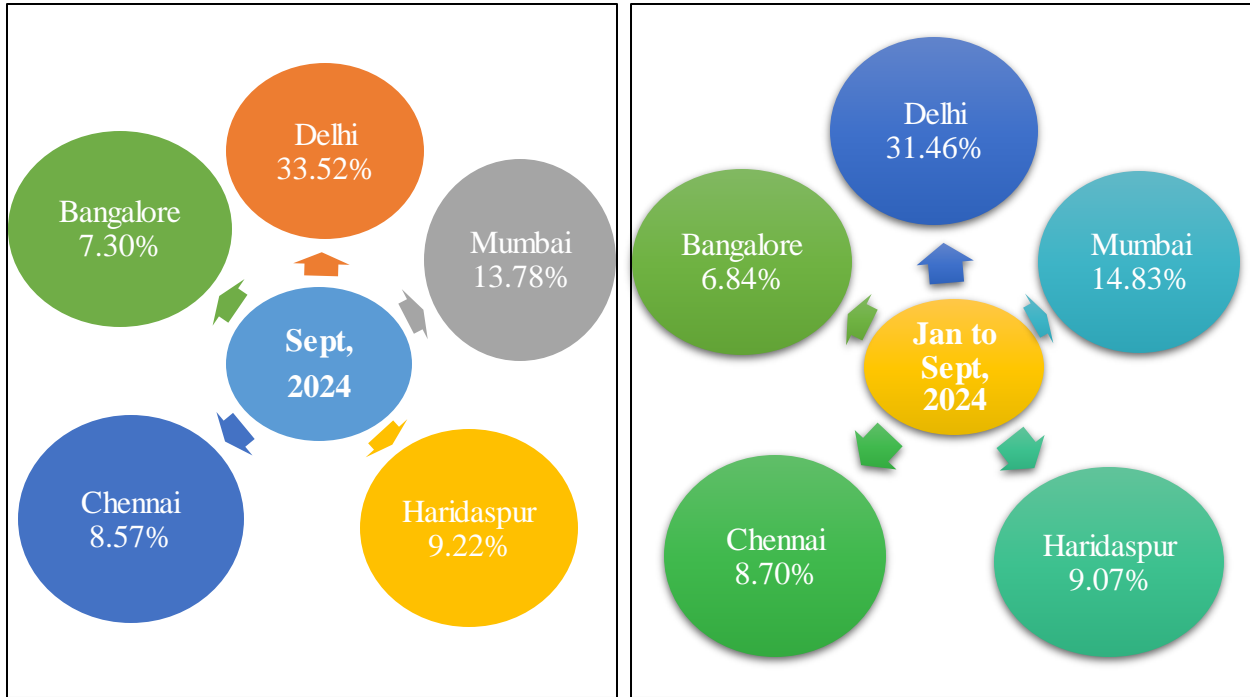 Delhi
33.52%
Bangalore
7.30%
Mumbai
13.78%
Sept,
2024
Chennai
8.57%
Haridaspur
9.22%
Delhi
31.46%
Bangalore
6.84%
Mumbai
14.83%
Jan to
Sept,
2024
Chennai
8.70%
Haridaspur
9.07%